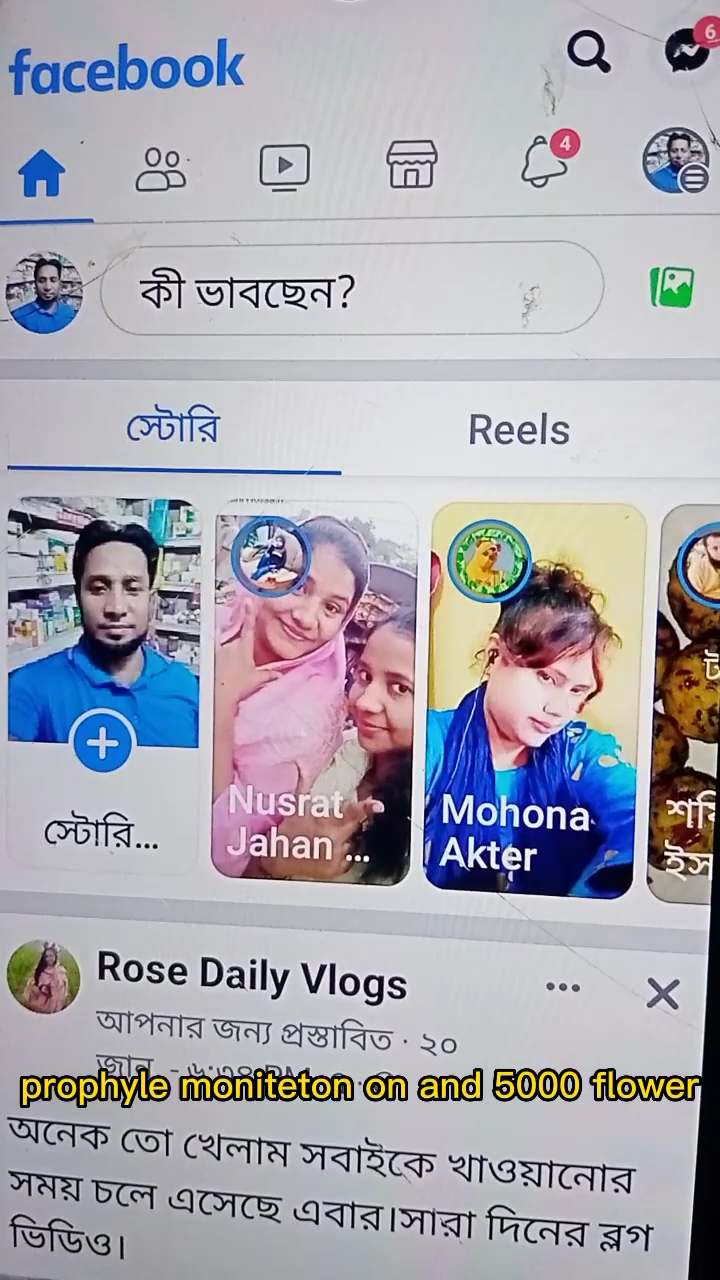 facebook
6
4
কী ভাবছেন?
স্টোরি
Reels
স্টোরি...
Nusrat
Jahan ...
Mohona
Akter
Rose Daily Vlogs
আপনার জন্য প্রস্তাবিত · ২০
জানু
prophyle moniteton on and 5000 flower
অনেক তো খেলাম সবাইকে খাওয়ানোর
সময় চলে এসেছে এবার।সারা দিনের ব্লগ
ভিডিও।